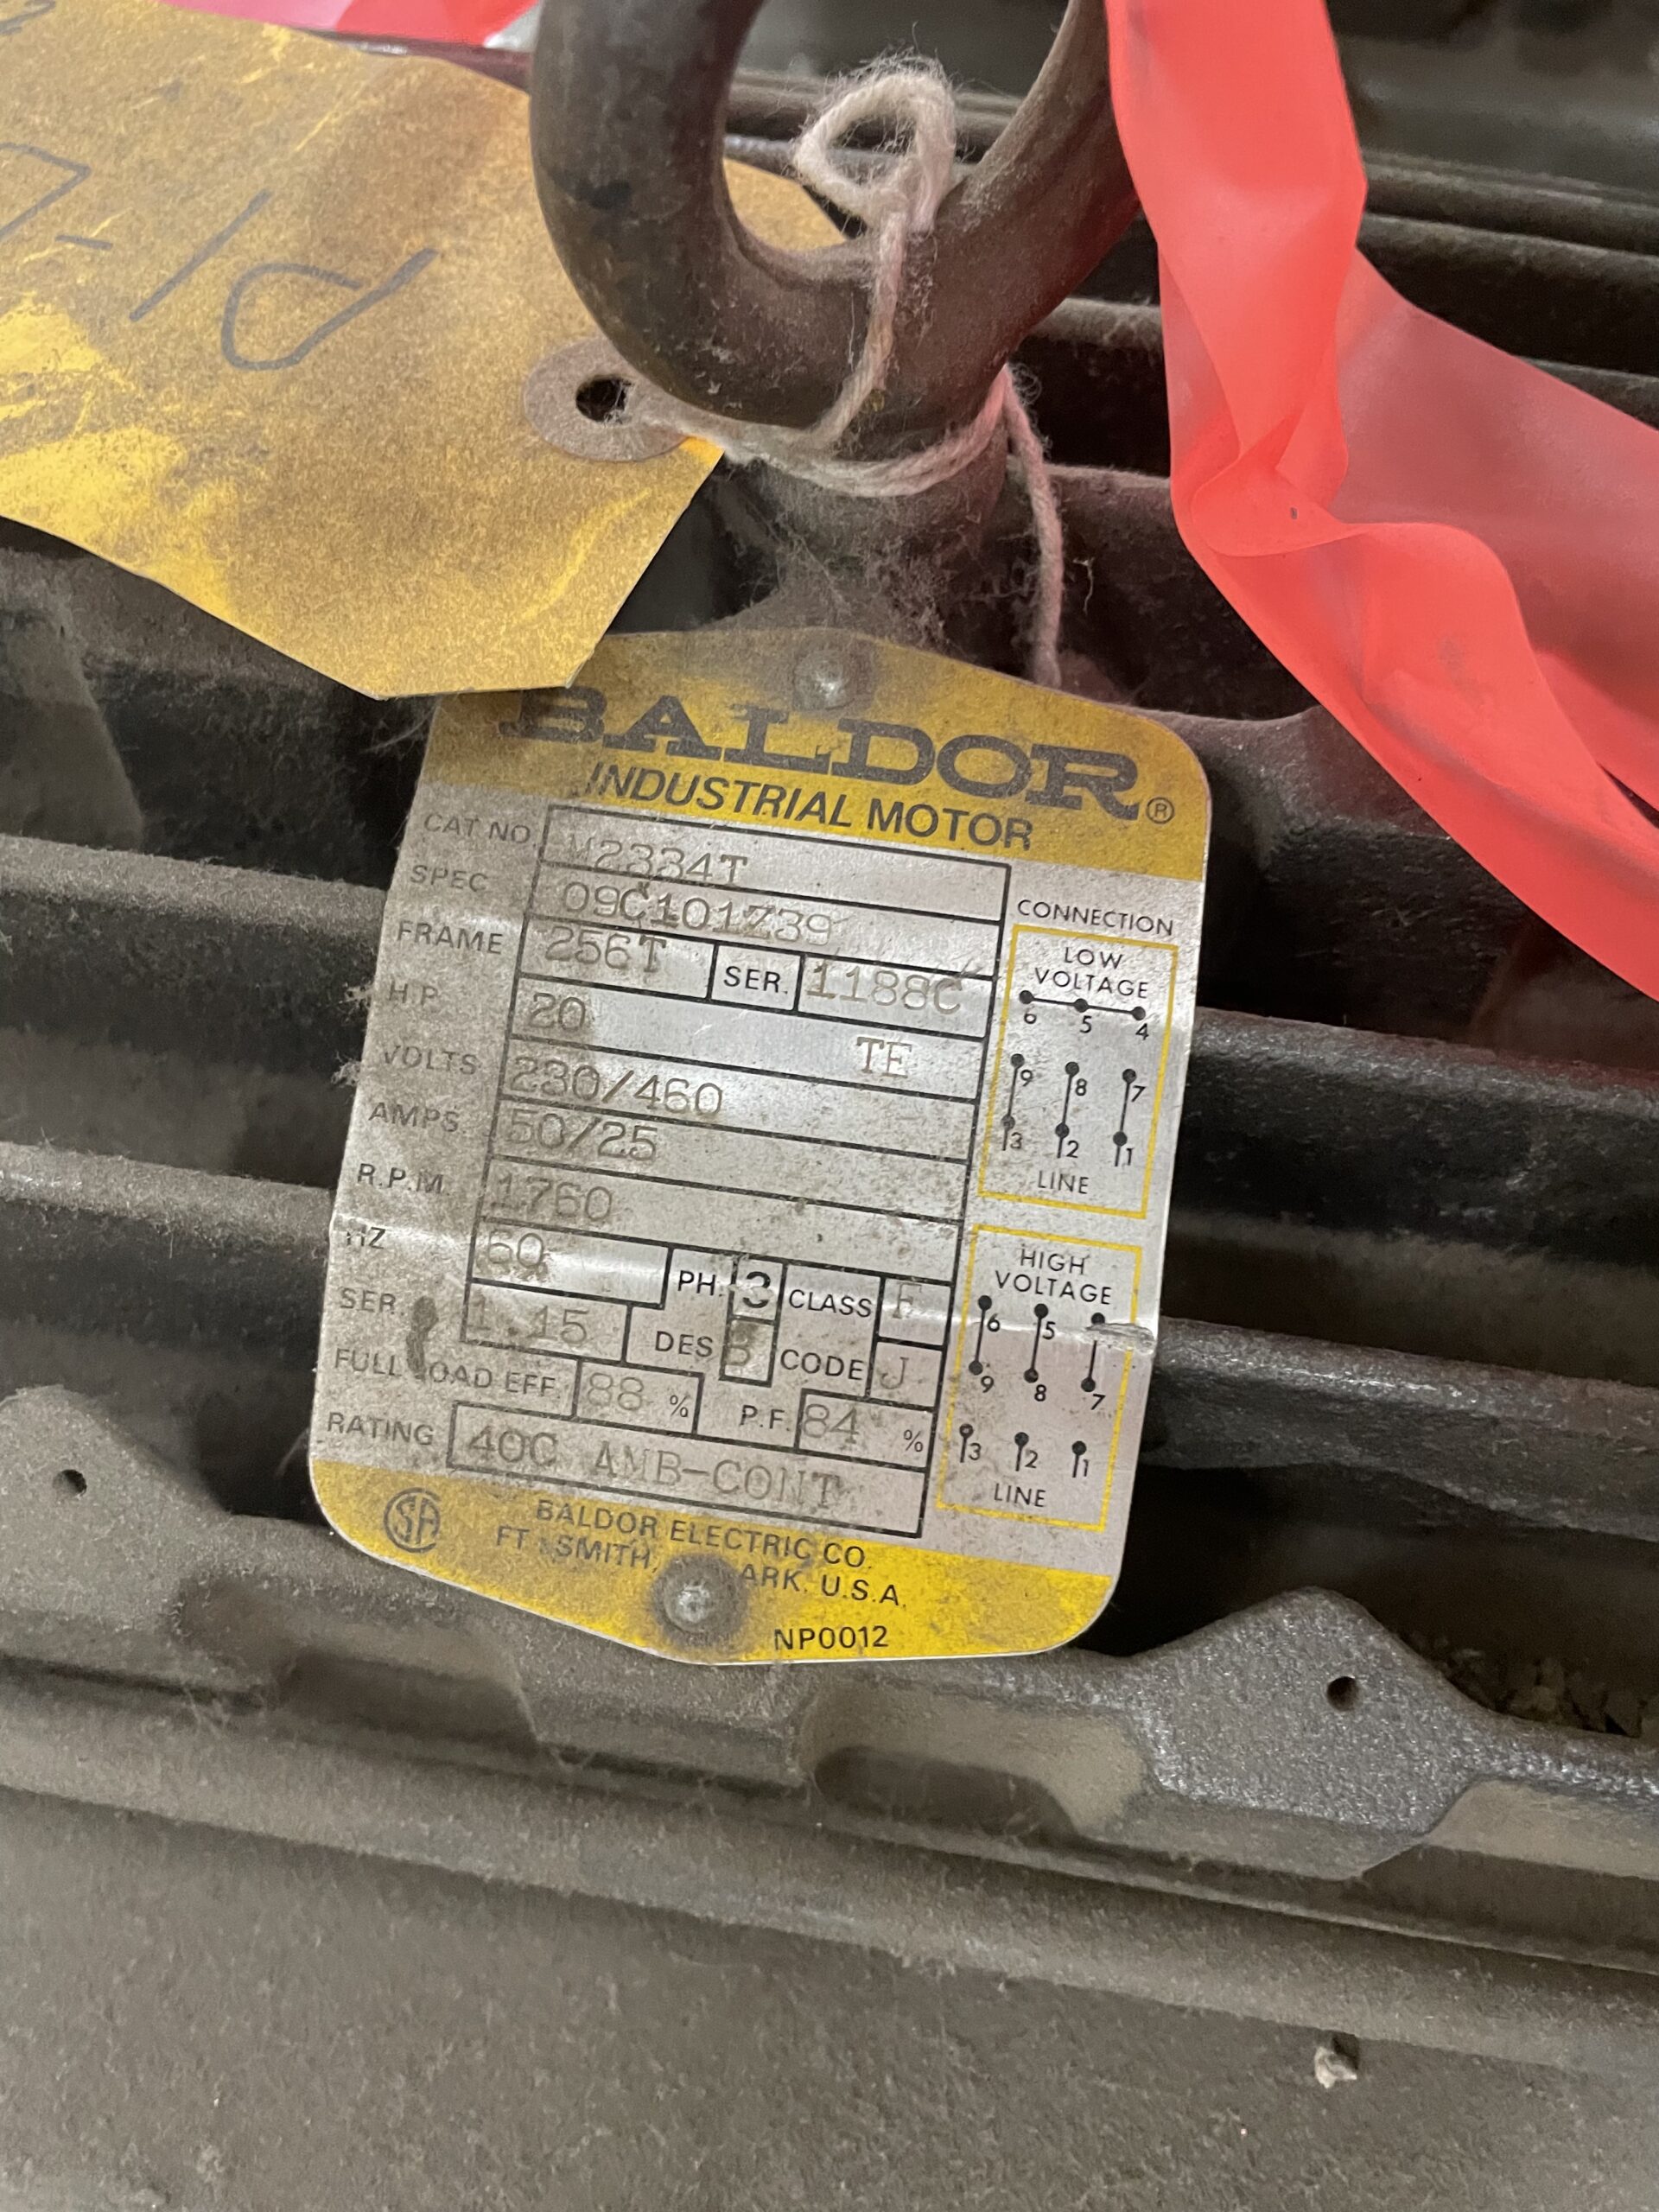 P1-
BALDOR®
INDUSTRIAL MOTOR
CAT NO M2334T
SPEC 09C101Z39
FRAME 256T SER. 1188C
H.P. 20 TE
VOLTS 230/460
AMPS 50/25
R.P.M. 1760
HZ 60 PH. 3 CLASS F
SER. 1.15 DES B CODE J
FULL LOAD EFF. 88 % P.F. 84 %
RATING 40C AMB-CONT
CONNECTION
LOW
VOLTAGE
6 5 4
9 8 7
3 2 1
LINE
HIGH
VOLTAGE
6 5
9 8 7
3 2 1
LINE
SA
BALDOR ELECTRIC CO.
FT. SMITH, ARK. U.S.A.
NP0012